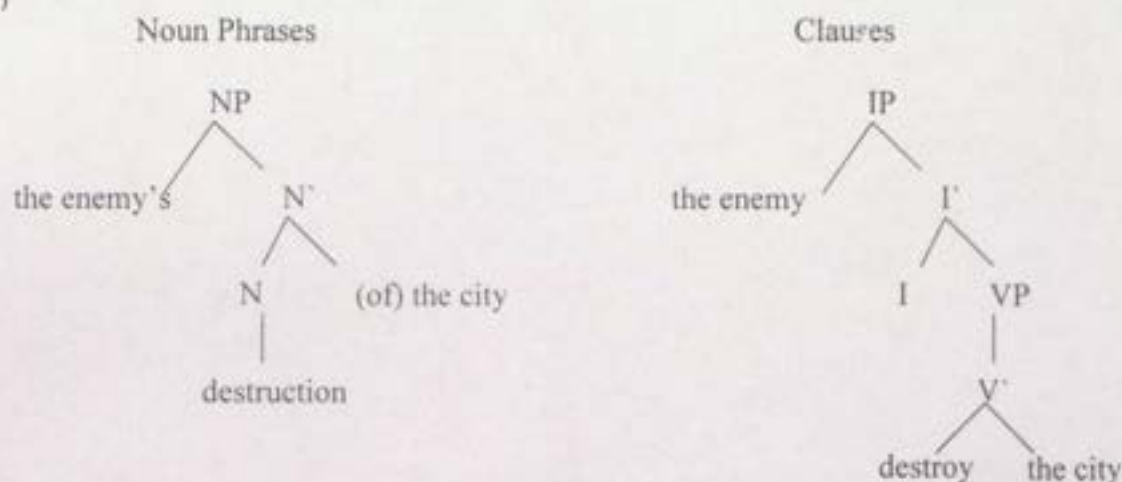 )
Noun Phrases Clauses
NP IP
the enemy's N` the enemy I`
N (of) the city I VP
destruction V`
destroy the city